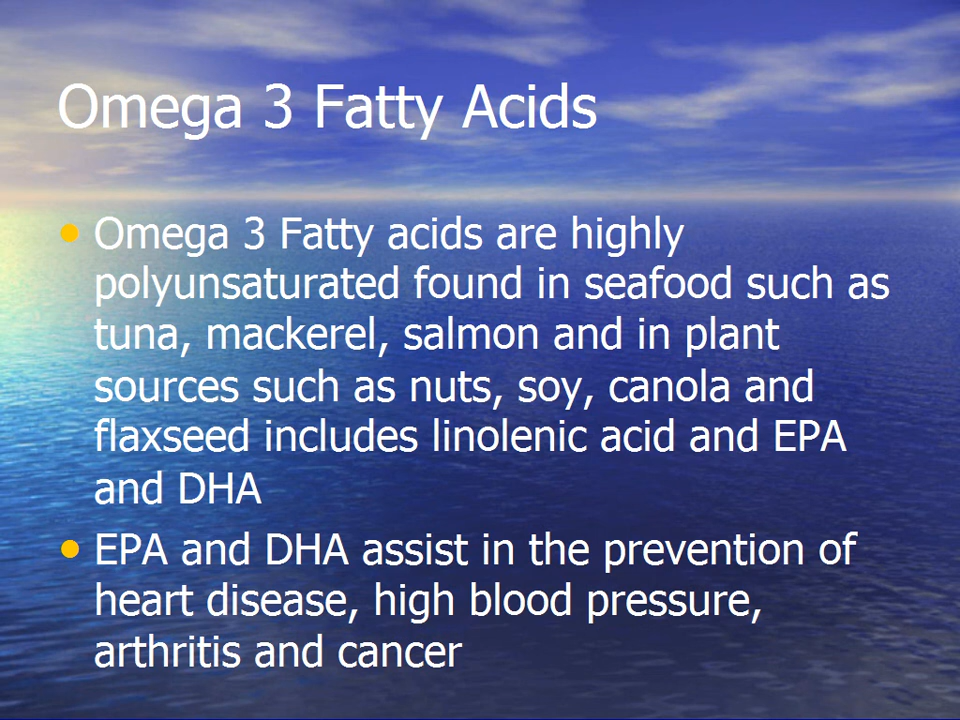 Omega 3 Fatty Acids
• Omega 3 Fatty acids are highly
polyunsaturated found in seafood such as
tuna, mackerel, salmon and in plant
sources such as nuts, soy, canola and
flaxseed includes linolenic acid and EPA
and DHA
• EPA and DHA assist in the prevention of
heart disease, high blood pressure,
arthritis and cancer